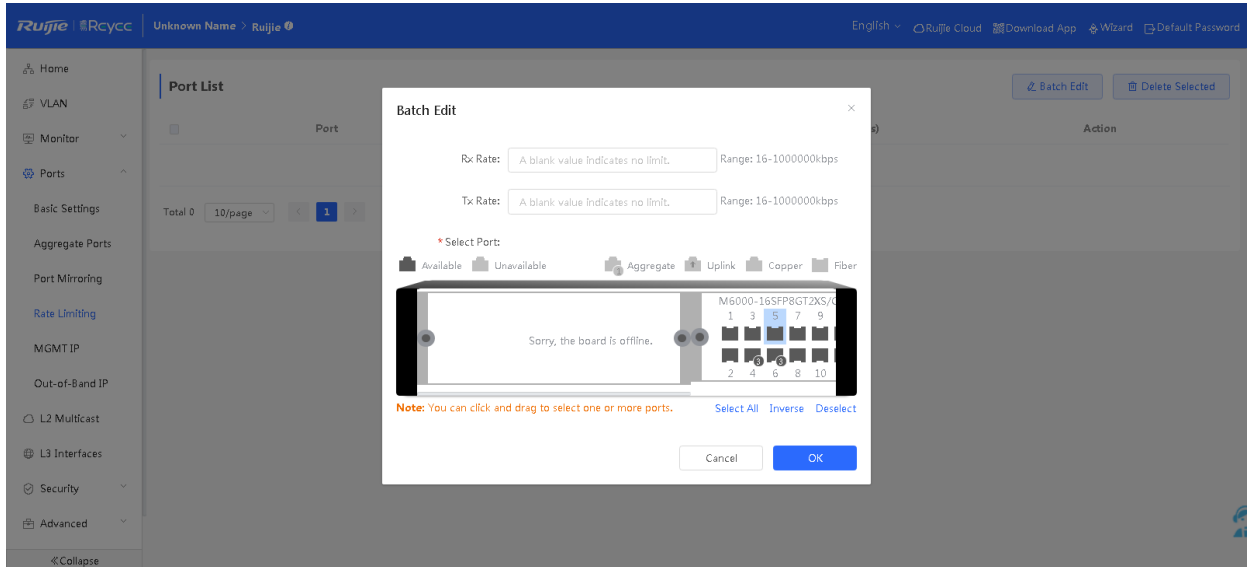 Ruijie Rcycc Unknown Name > Ruijie English Ruijie Cloud Download App Wizard Default Password
Home
VLAN
Monitor
Ports
Basic Settings
Aggregate Ports
Port Mirroring
Rate Limiting
MGMT IP
Out-of-Band IP
L2 Multicast
L3 Interfaces
Security
Advanced
«Collapse
Port List
Batch Edit Delete Selected
Port s) Action
Total 0 10/page < 1 >
Batch Edit ×
Rx Rate: A blank value indicates no limit. Range: 16-1000000kbps
Tx Rate: A blank value indicates no limit. Range: 16-1000000kbps
* Select Port:
Available Unavailable 1 Aggregate Uplink Copper Fiber
M6000-16SFP8GT2XS/
1 3 5 7 9
Sorry, the board is offline.
3 3
2 4 6 8 10
Note: You can click and drag to select one or more ports. Select All Inverse Deselect
Cancel OK